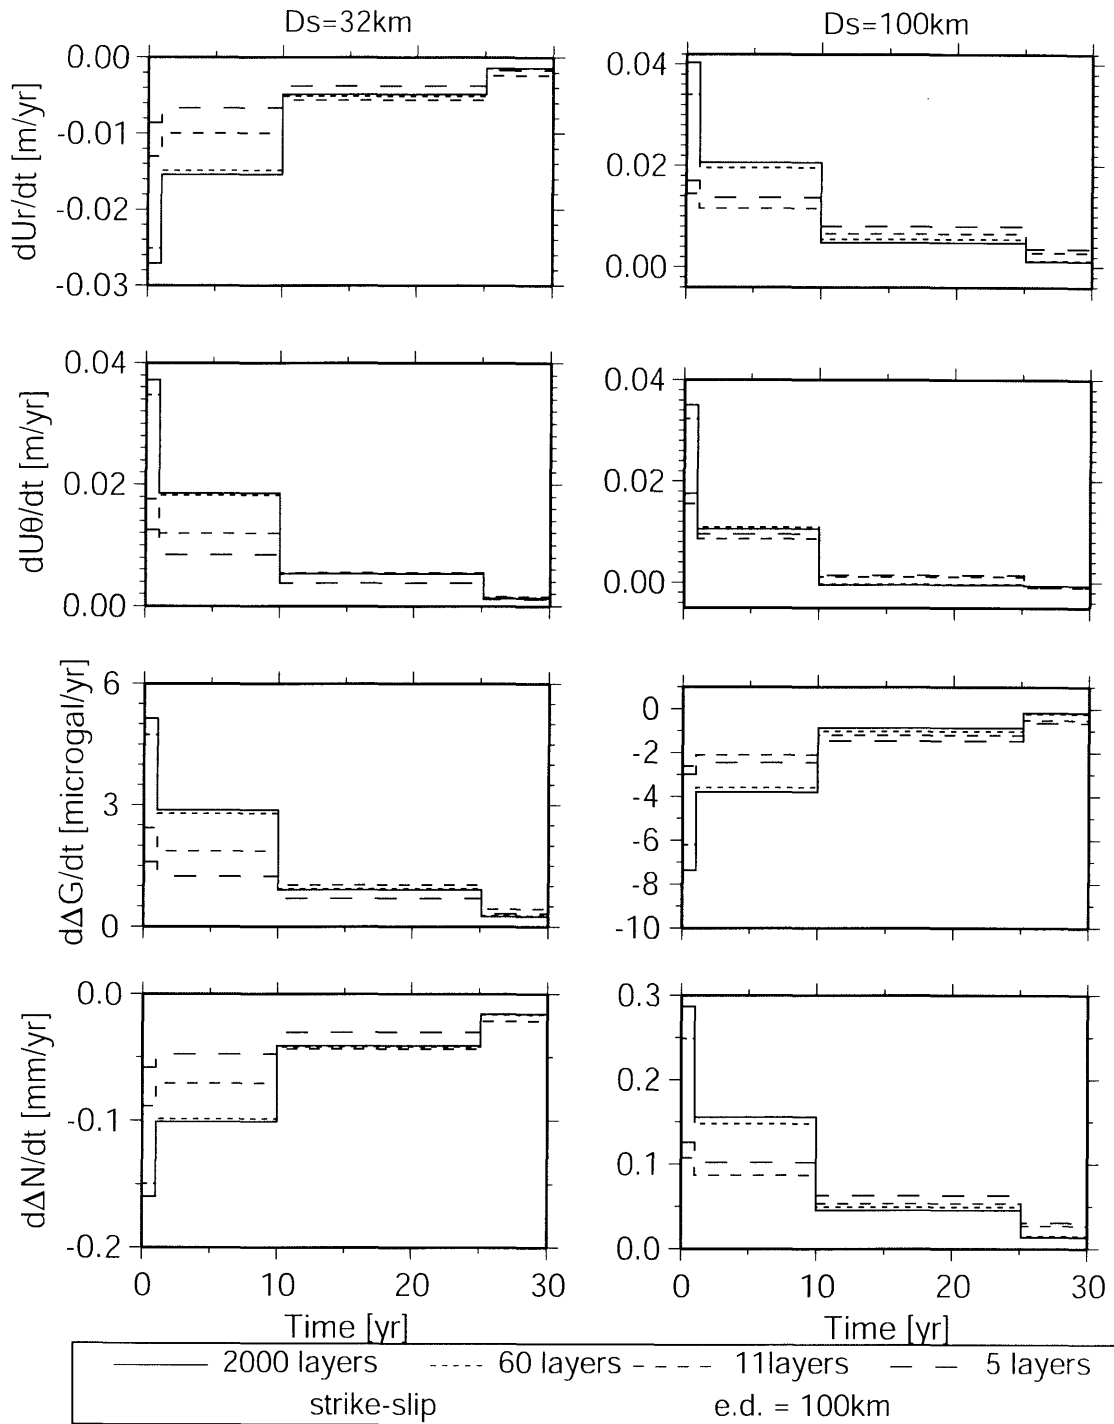 Ds=32km
Ds=100km
dUr/dt [m/yr]
0.00
-0.01
-0.02
-0.03
0.04
0.02
0.00
dUθ/dt [m/yr]
0.04
0.02
0.00
0.04
0.02
0.00
dΔG/dt [microgal/yr]
6
3
0
0
-2
-4
-6
-8
-10
dΔN/dt [mm/yr]
0.0
-0.1
-0.2
0.3
0.2
0.1
0.0
0 10 20 30
0 10 20 30
Time [yr]
Time [yr]
2000 layers 60 layers 11layers 5 layers
strike-slip e.d. = 100km